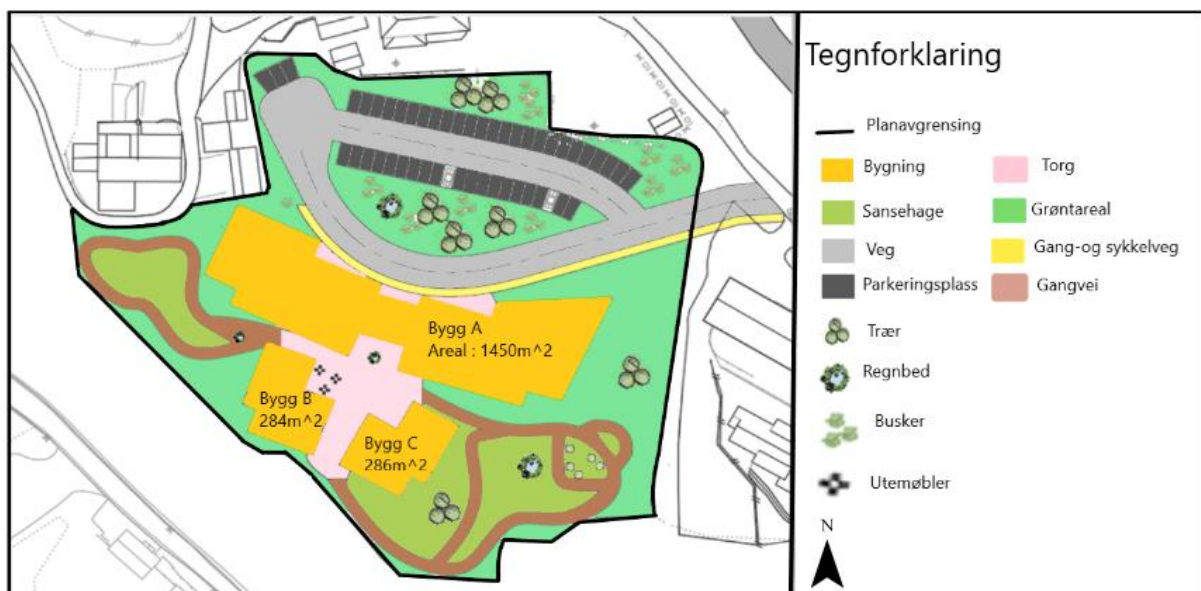 Tegnforklaring
Planavgrensing
Bygning
Torg
Sansehage
Grøntareal
Veg
Gang-og sykkelveg
Parkeringsplass
Gangvei
Trær
Regnbed
Busker
Utemøbler
N
Bygg A
Areal : 1450m^2
Bygg B
284m^2
Bygg C
286m^2